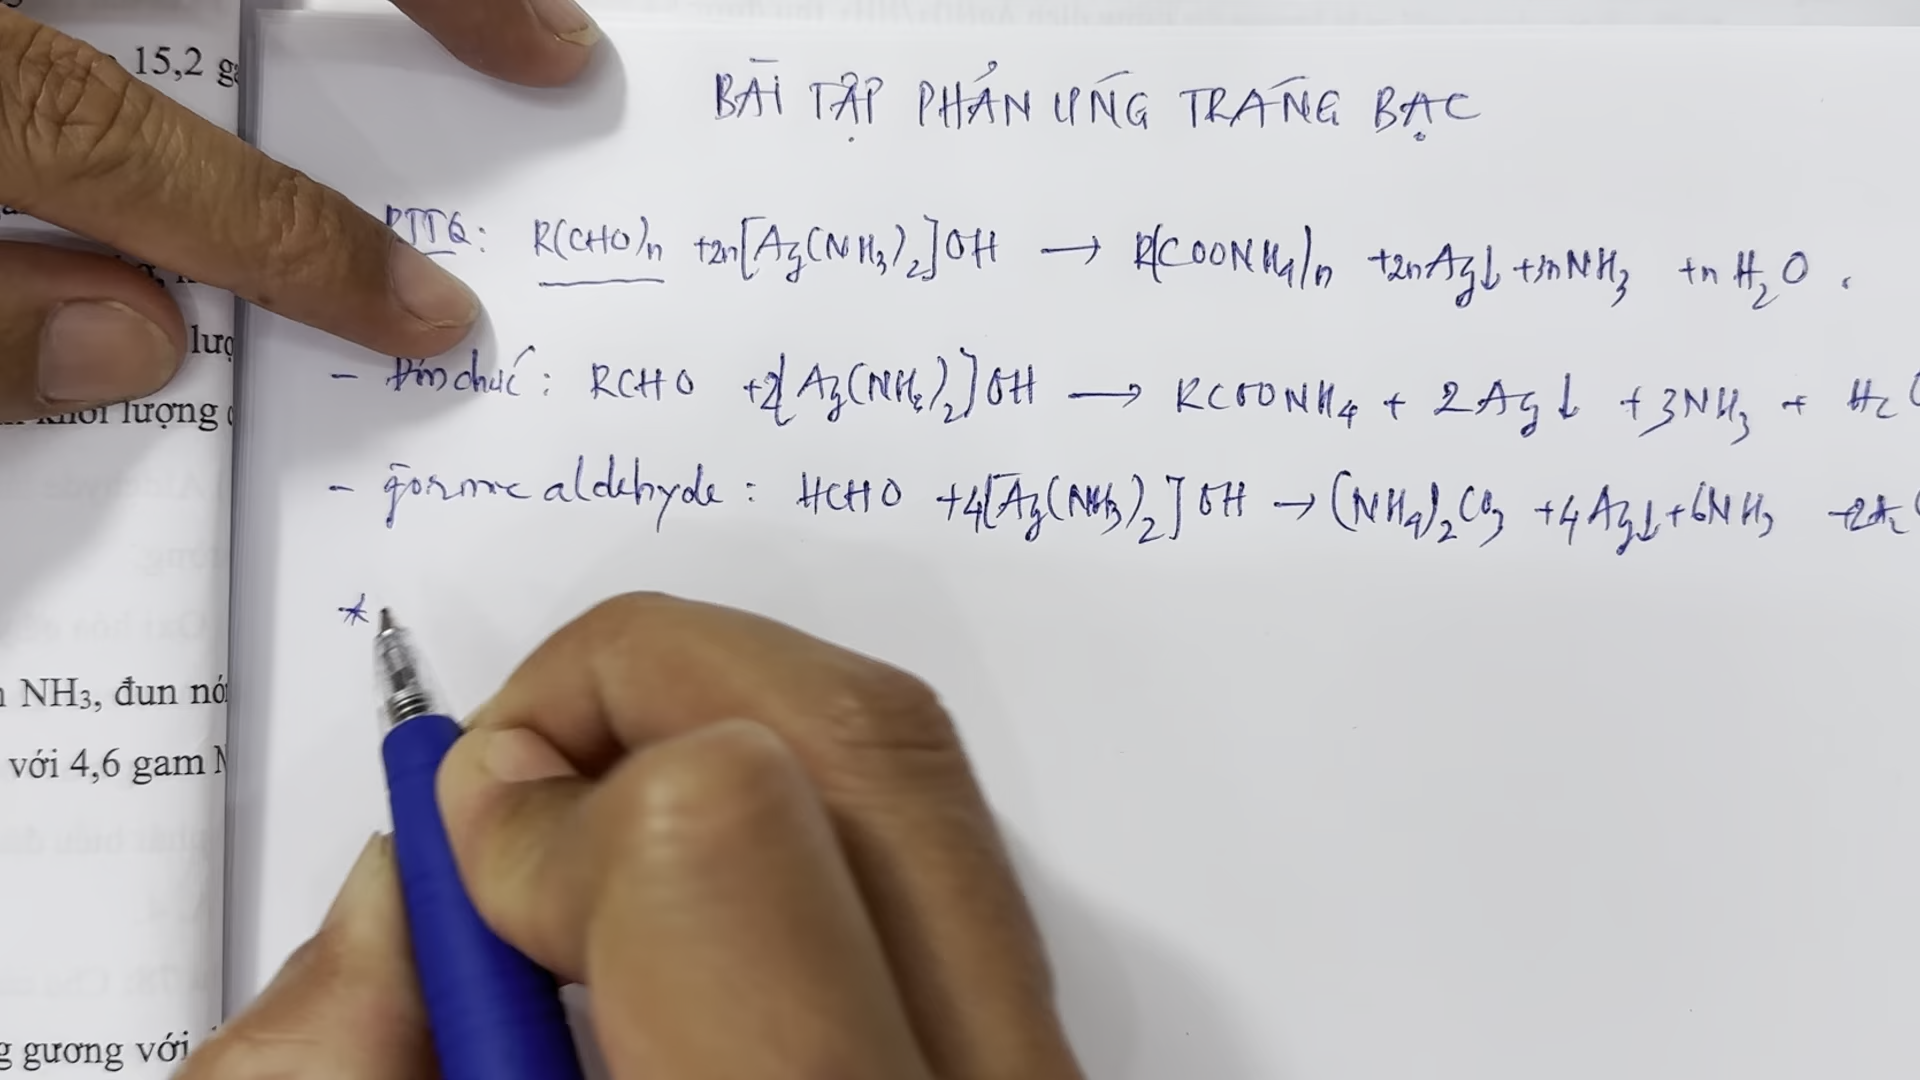 15,2 g
BÀI TẬP PHẢN ỨNG TRÁNG BẠC
PTTQ: R(CHO)n +2n[Ag(NH3)2]OH → R(COONH4)n +2nAg↓+3nNH3 +nH2O.
lượ
- Đơn chức: RCHO +2[Ag(NH3)2]OH → RCOONH4 + 2Ag↓ +3NH3 + H2O
khối lượng
- formic aldehyde: HCHO +4[Ag(NH3)2]OH → (NH4)2CO3 +4Ag↓+6NH3 +2H2O
*
NH3, đun nó
với 4,6 gam
gương với